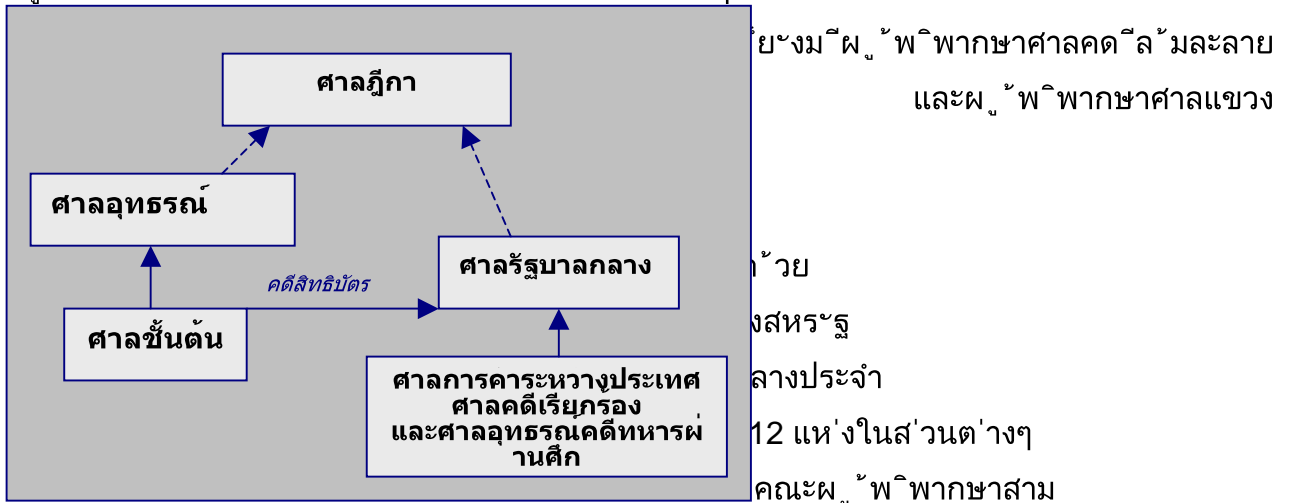 ยังมีผู้พิพากษาศาลคดีล้มละลาย
และผู้พิพากษาศาลแขวง
ศาลฎีกา
ศาลอุทธรณ์
ศาลรัฐบาลกลาง
คดีสิทธิบัตร
ศาลชั้นต้น
ศาลการคาระหวางประเทศ
ศาลคดีเรียกร้อง
และศาลอุทธรณ์คดีทหารผ่
านศึก
ด้วย
งสหรัฐ
ลางประจำ
12 แห่งในส่วนต่างๆ
คณะผู้พิพากษาสาม